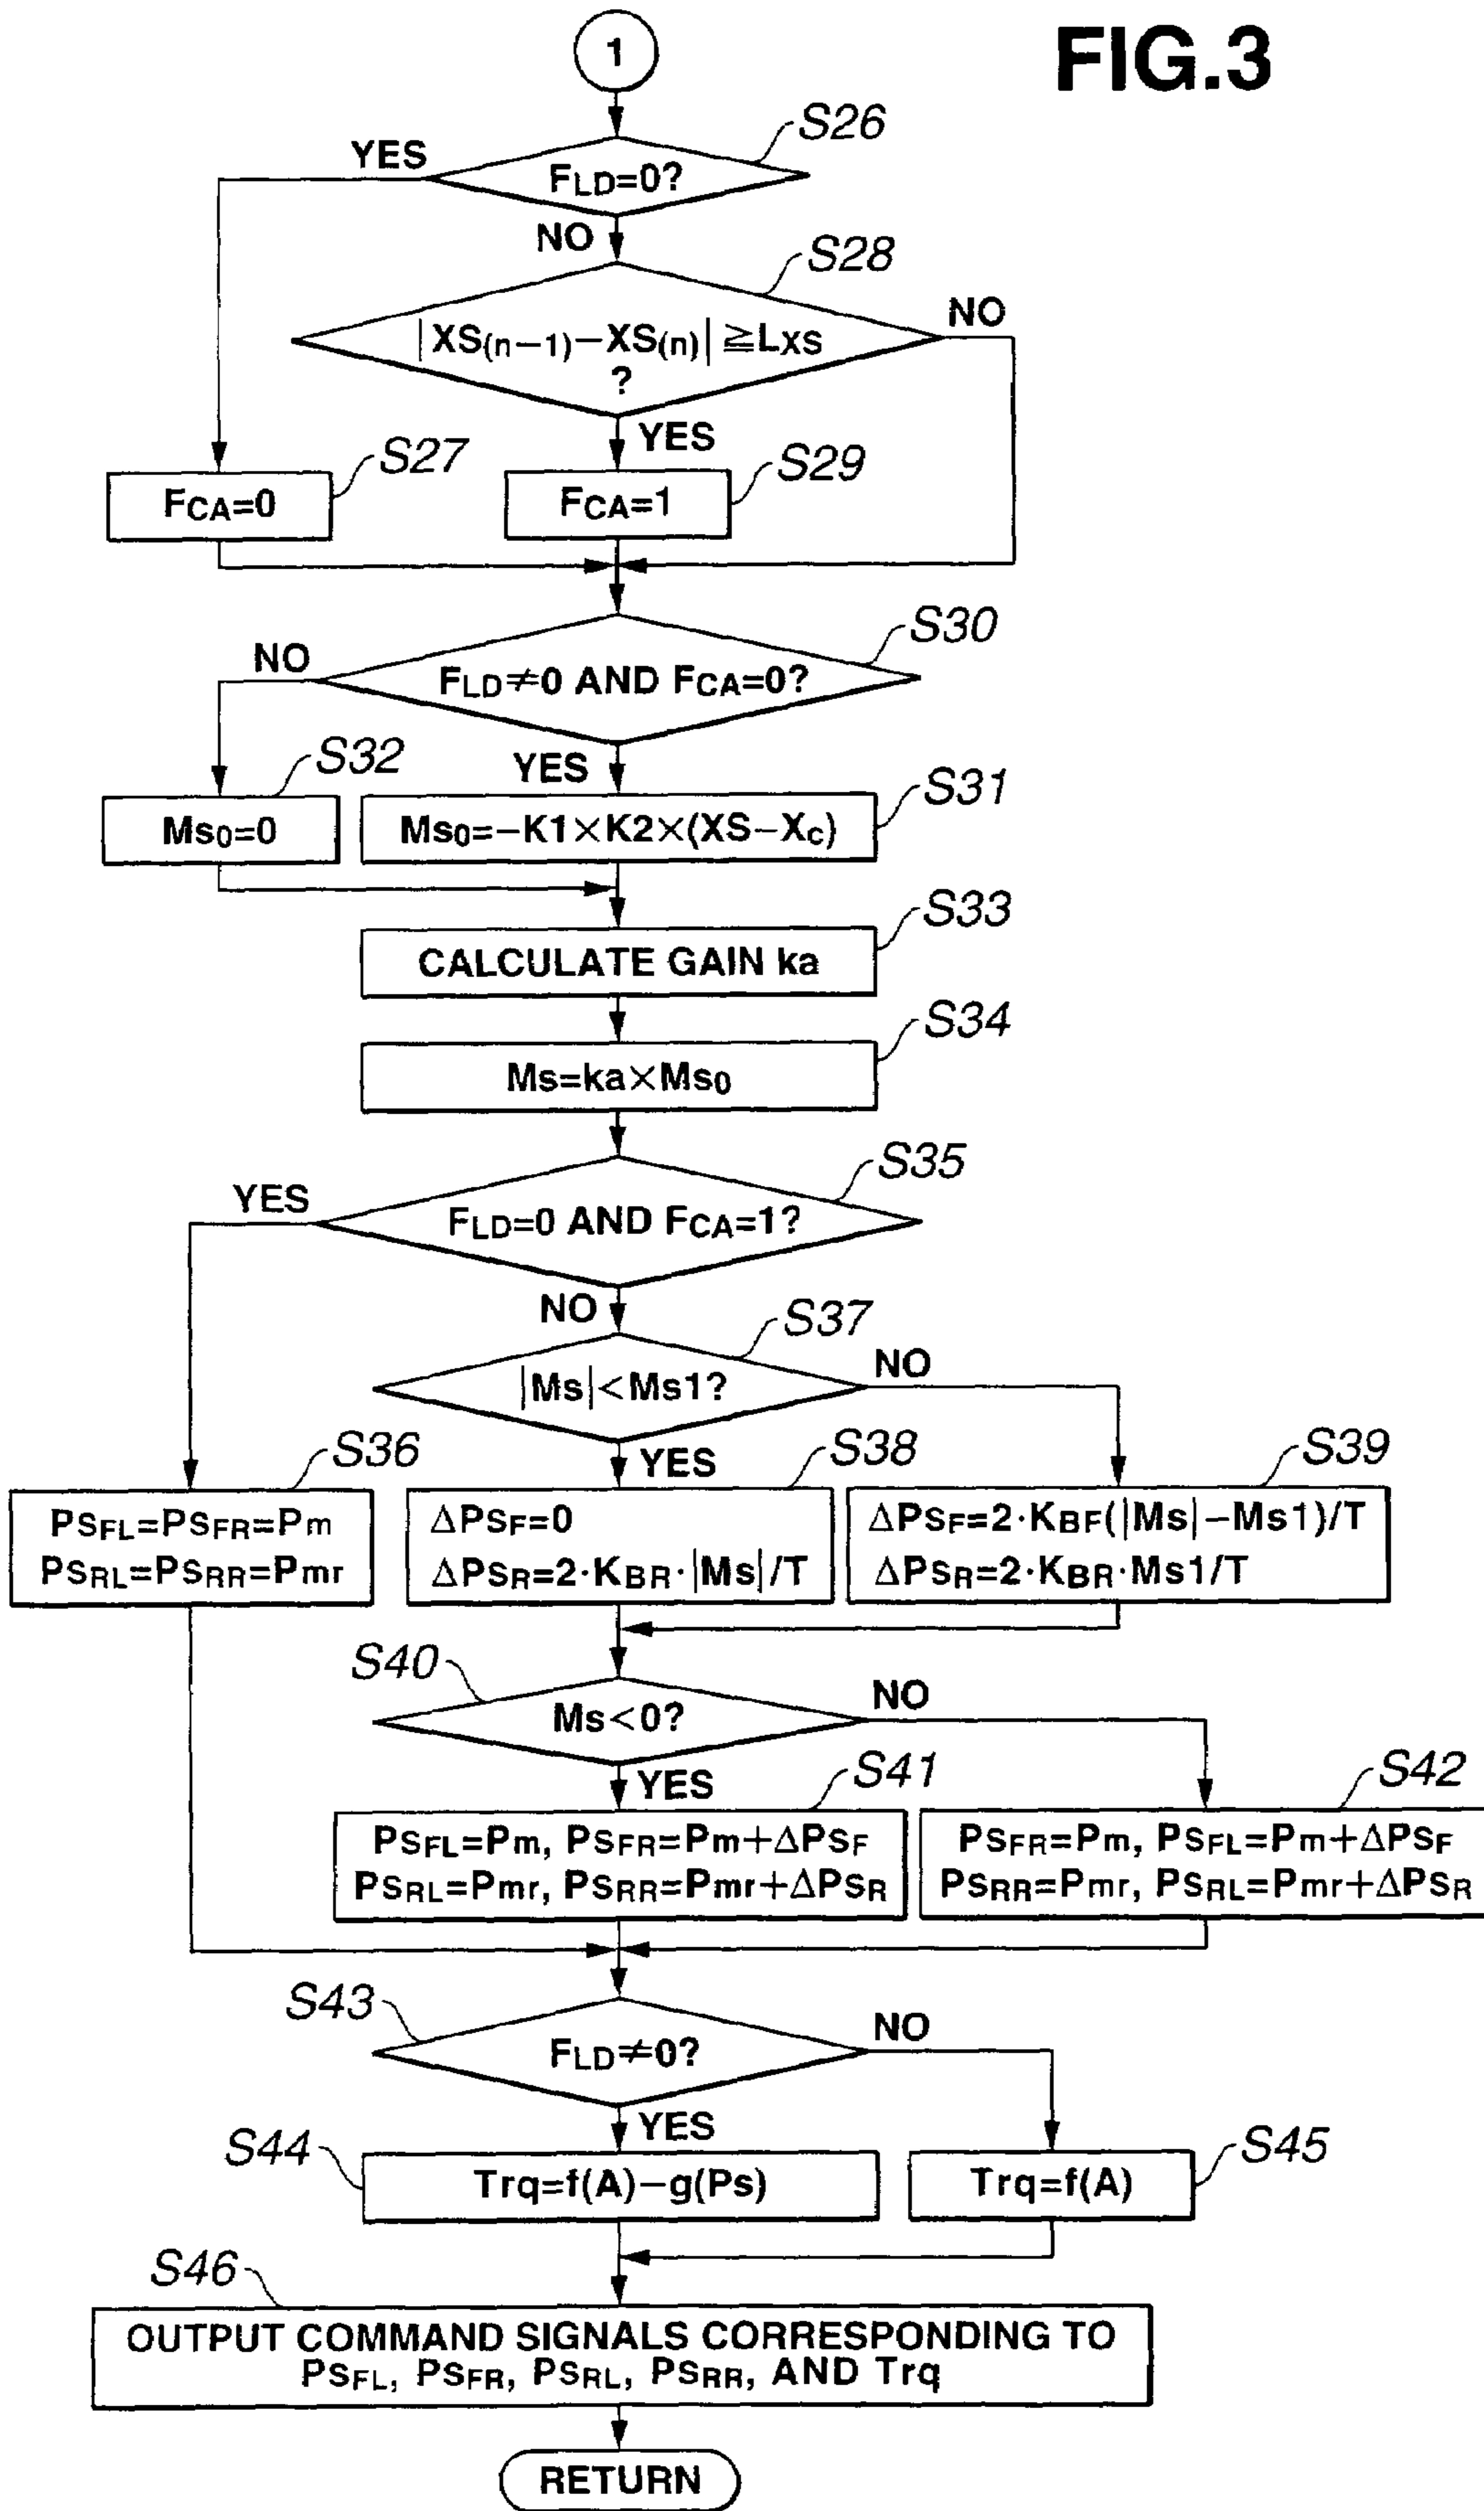 FIG.3
1
S26
YES
FLD=0?
NO
S28
NO
|XS(n−1)−XS(n)|≧LXS
?
YES
S27
S29
FCA=0
FCA=1
S30
NO
FLD≠0 AND FCA=0?
S32
YES
S31
Ms0=0
Ms0=−K1×K2×(XS−Xc)
S33
CALCULATE GAIN ka
S34
Ms=ka×Ms0
S35
YES
FLD=0 AND FCA=1?
NO
S37
NO
|Ms|<Ms1?
S36
YES
S38
S39
PSFL=PSFR=Pm
PSRL=PSRR=Pmr
ΔPSF=0
ΔPSR=2·KBR·|Ms|/T
ΔPSF=2·KBF(|Ms|−Ms1)/T
ΔPSR=2·KBR·Ms1/T
S40
NO
Ms<0?
YES
S41
S42
PSFL=Pm, PSFR=Pm+ΔPSF
PSRL=Pmr, PSRR=Pmr+ΔPSR
PSFR=Pm, PSFL=Pm+ΔPSF
PSRR=Pmr, PSRL=Pmr+ΔPSR
S43
NO
FLD≠0?
YES
S44
S45
Trq=f(A)−g(Ps)
Trq=f(A)
S46
OUTPUT COMMAND SIGNALS CORRESPONDING TO
PSFL, PSFR, PSRL, PSRR, AND Trq
RETURN